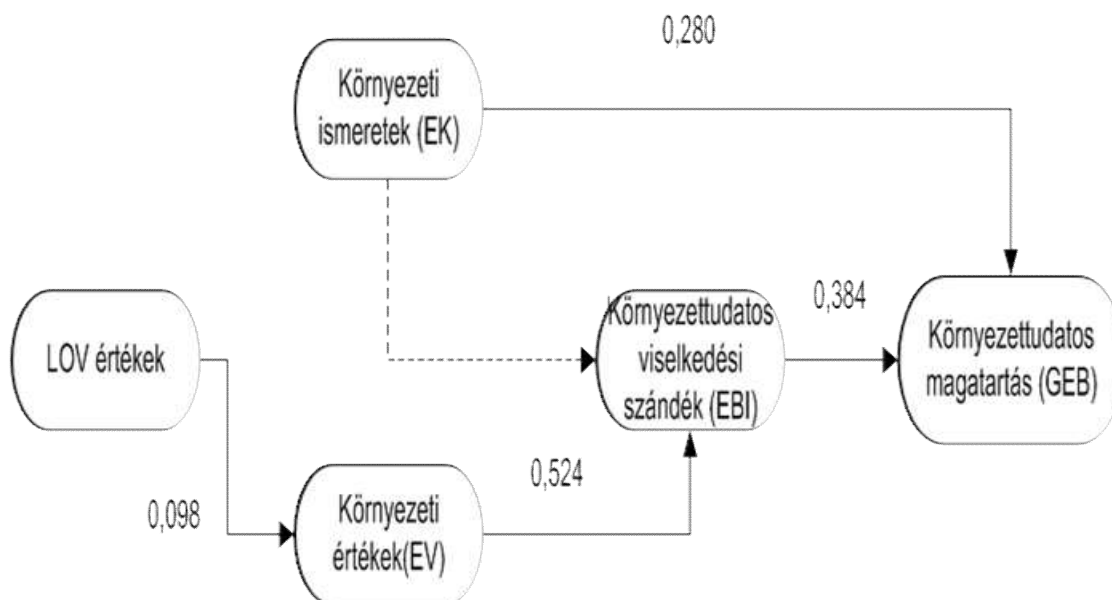 0,280
Környezeti
ismeretek (EK)
0,384
Környezettudatos
viselkedési
szándék (EBI)
Környezettudatos
magatartás (GEB)
LOV értékek
0,524
0,098
Környezeti
értékek(EV)